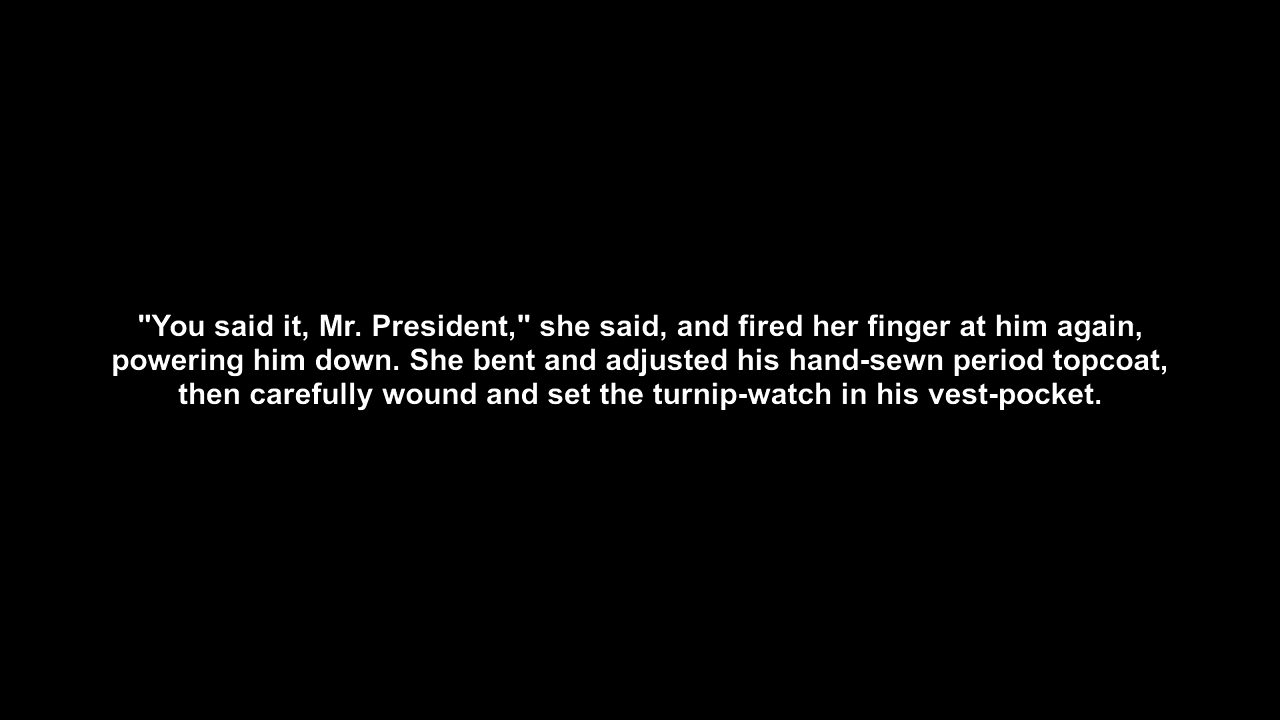 "You said it, Mr. President," she said, and fired her finger at him again,
powering him down. She bent and adjusted his hand-sewn period topcoat,
then carefully wound and set the turnip-watch in his vest-pocket.